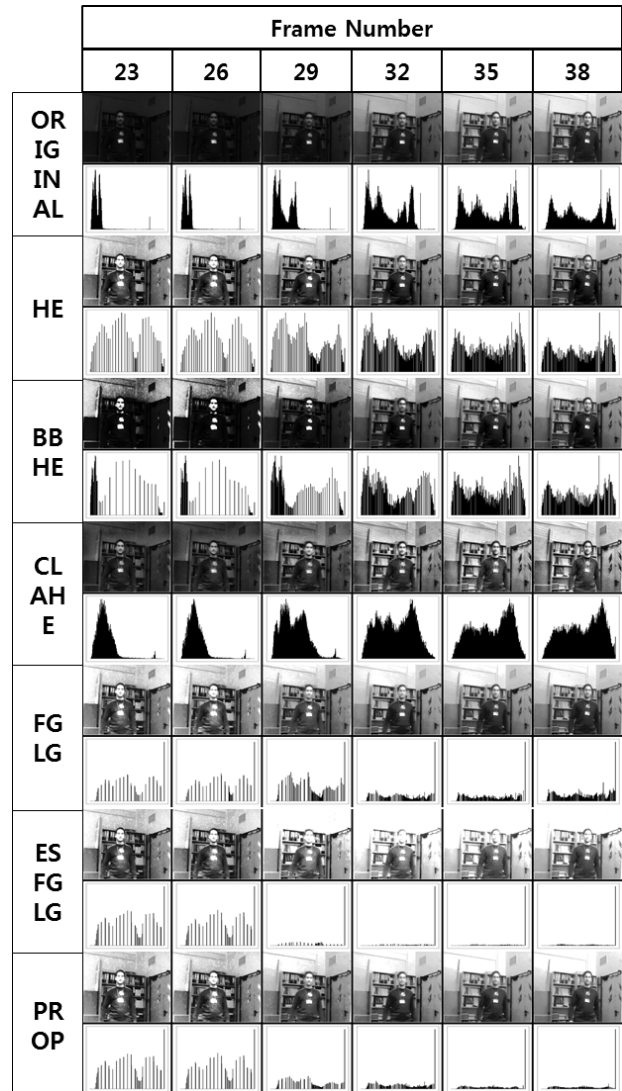 Frame Number
23 26 29 32 35 38
OR
IG
IN
AL
HE
BB
HE
CL
AH
E
FG
LG
ES
FG
LG
PR
OP